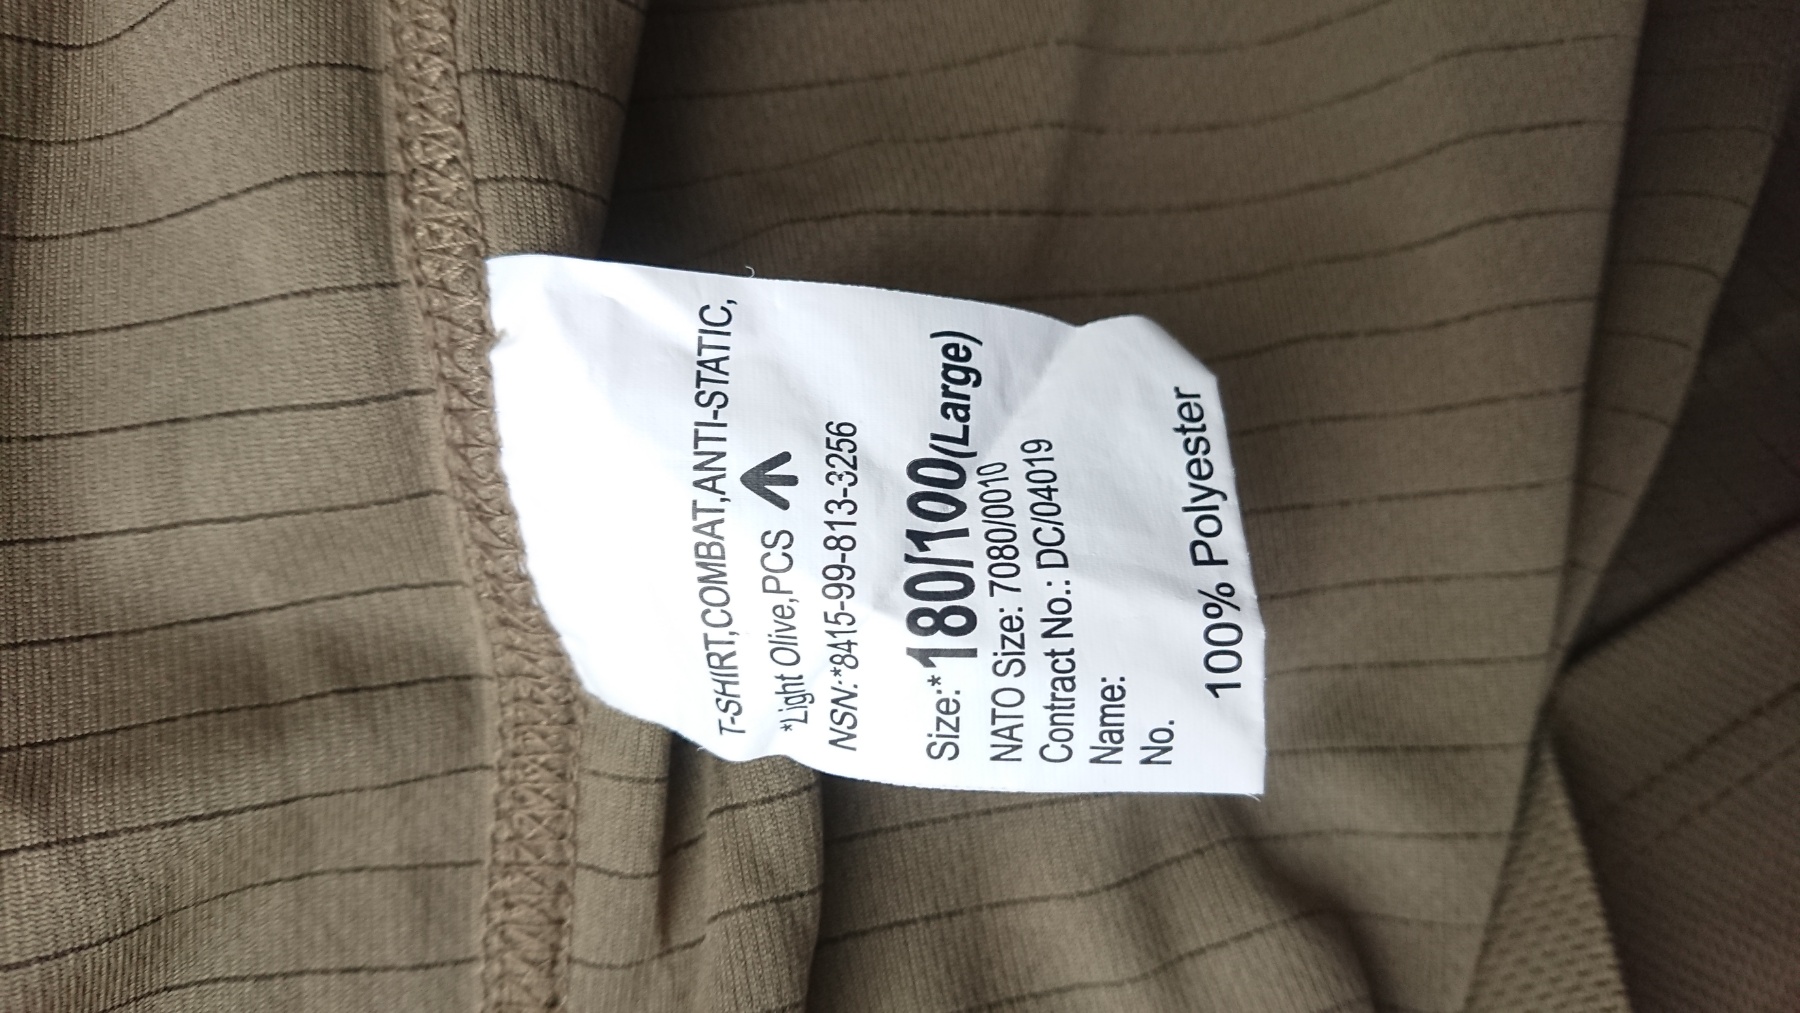 T-SHIRT,COMBAT,ANTI-STATIC,
*Light Olive,PCS
NSN:*8415-99-813-3256
Size:*180/100(Large)
NATO Size: 7080/0010
Contract No.: DC/04019
Name:
No.
100% Polyester